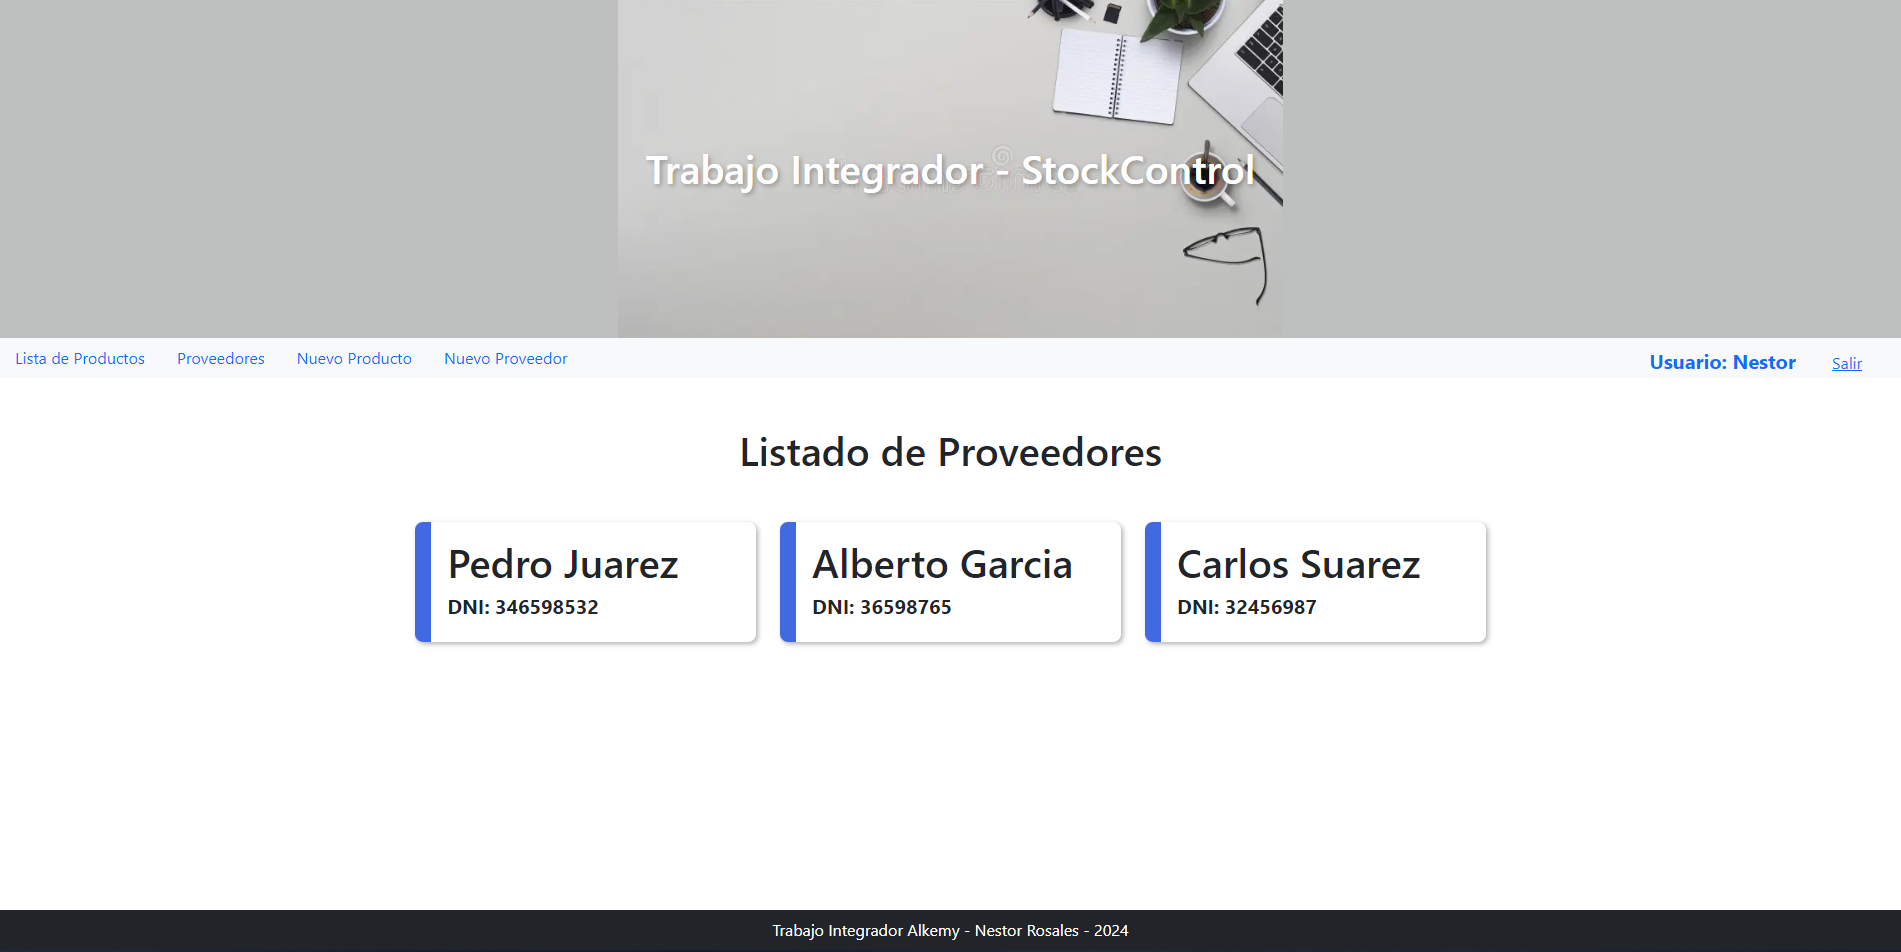 Trabajo Integrador - StockControl
Lista de Productos
Proveedores
Nuevo Producto
Nuevo Proveedor
Usuario: Nestor
Salir
Listado de Proveedores
Pedro Juarez
DNI: 346598532
Alberto Garcia
DNI: 36598765
Carlos Suarez
DNI: 32456987
Trabajo Integrador Alkemy - Nestor Rosales - 2024